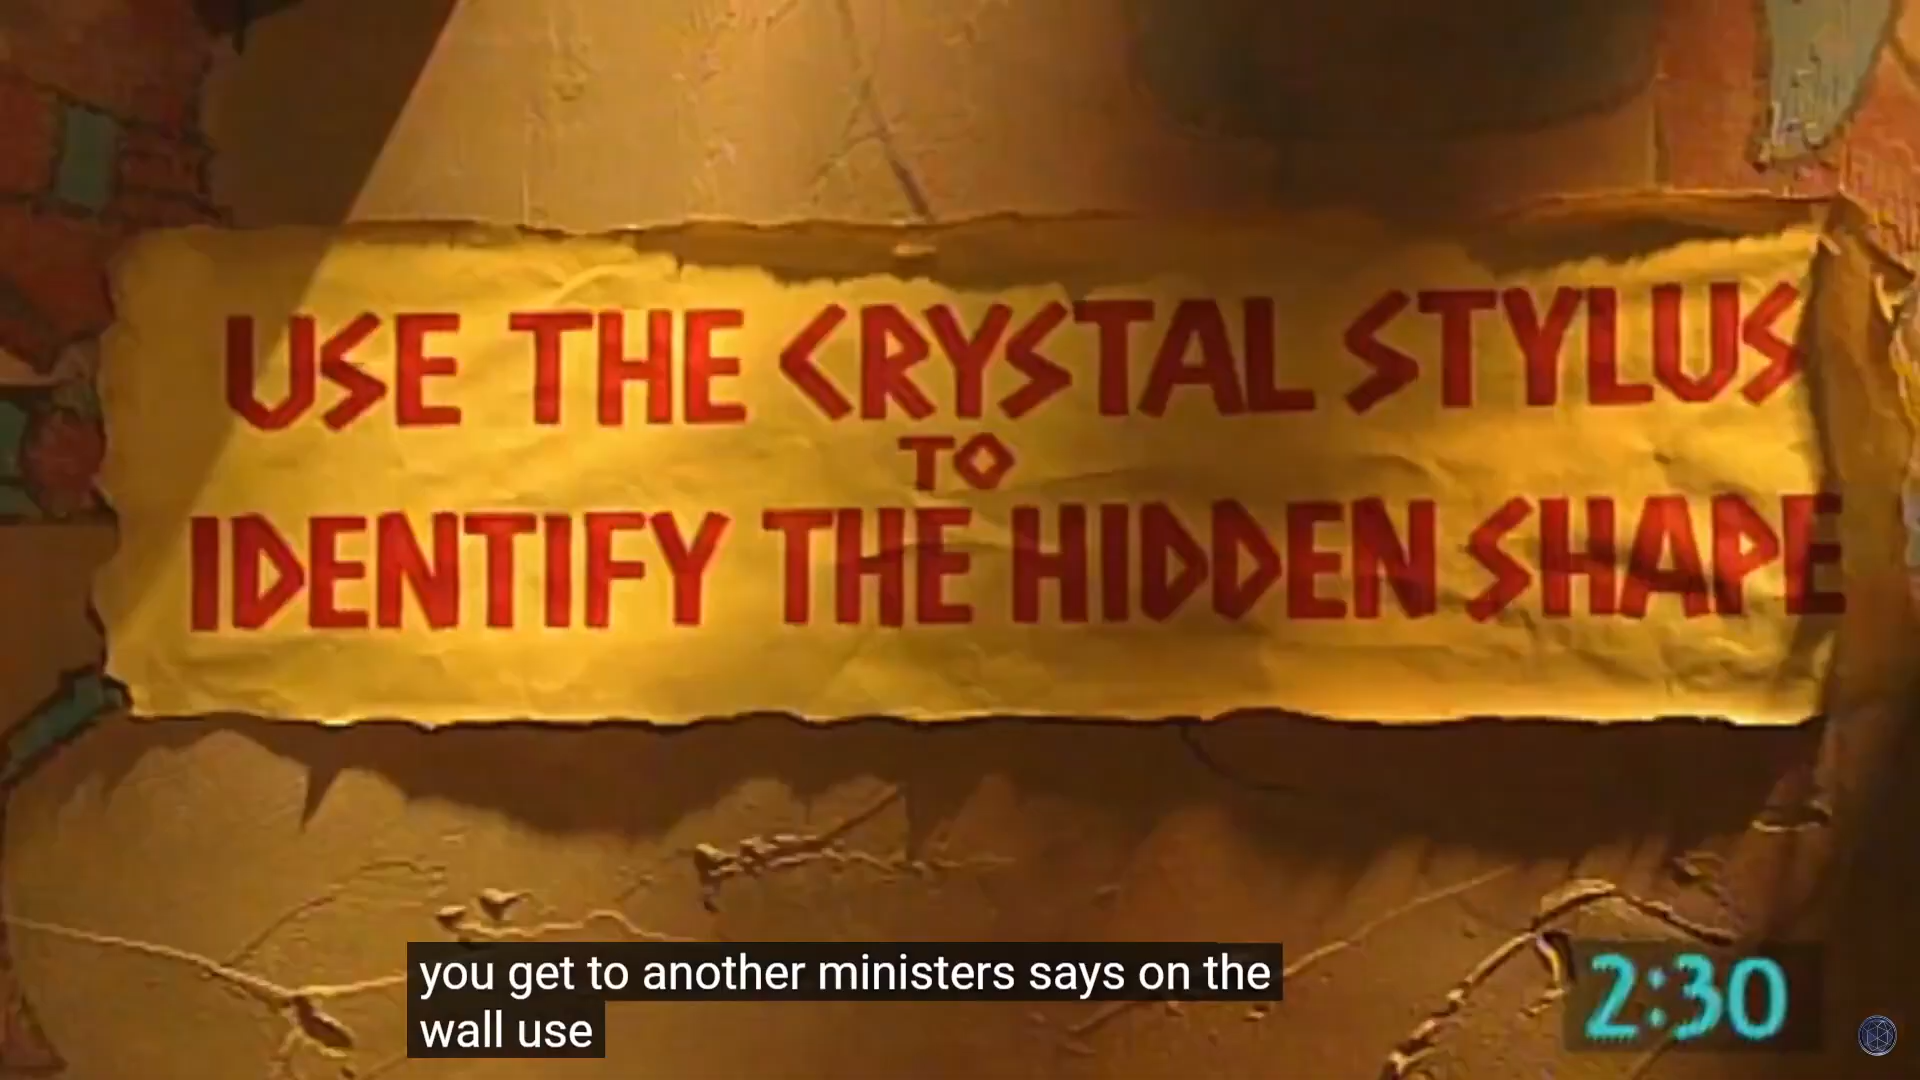 USE THE CRYSTAL STYLUS
TO
IDENTIFY THE HIDDEN SHAPE
you get to another ministers says on the
wall use
2:30